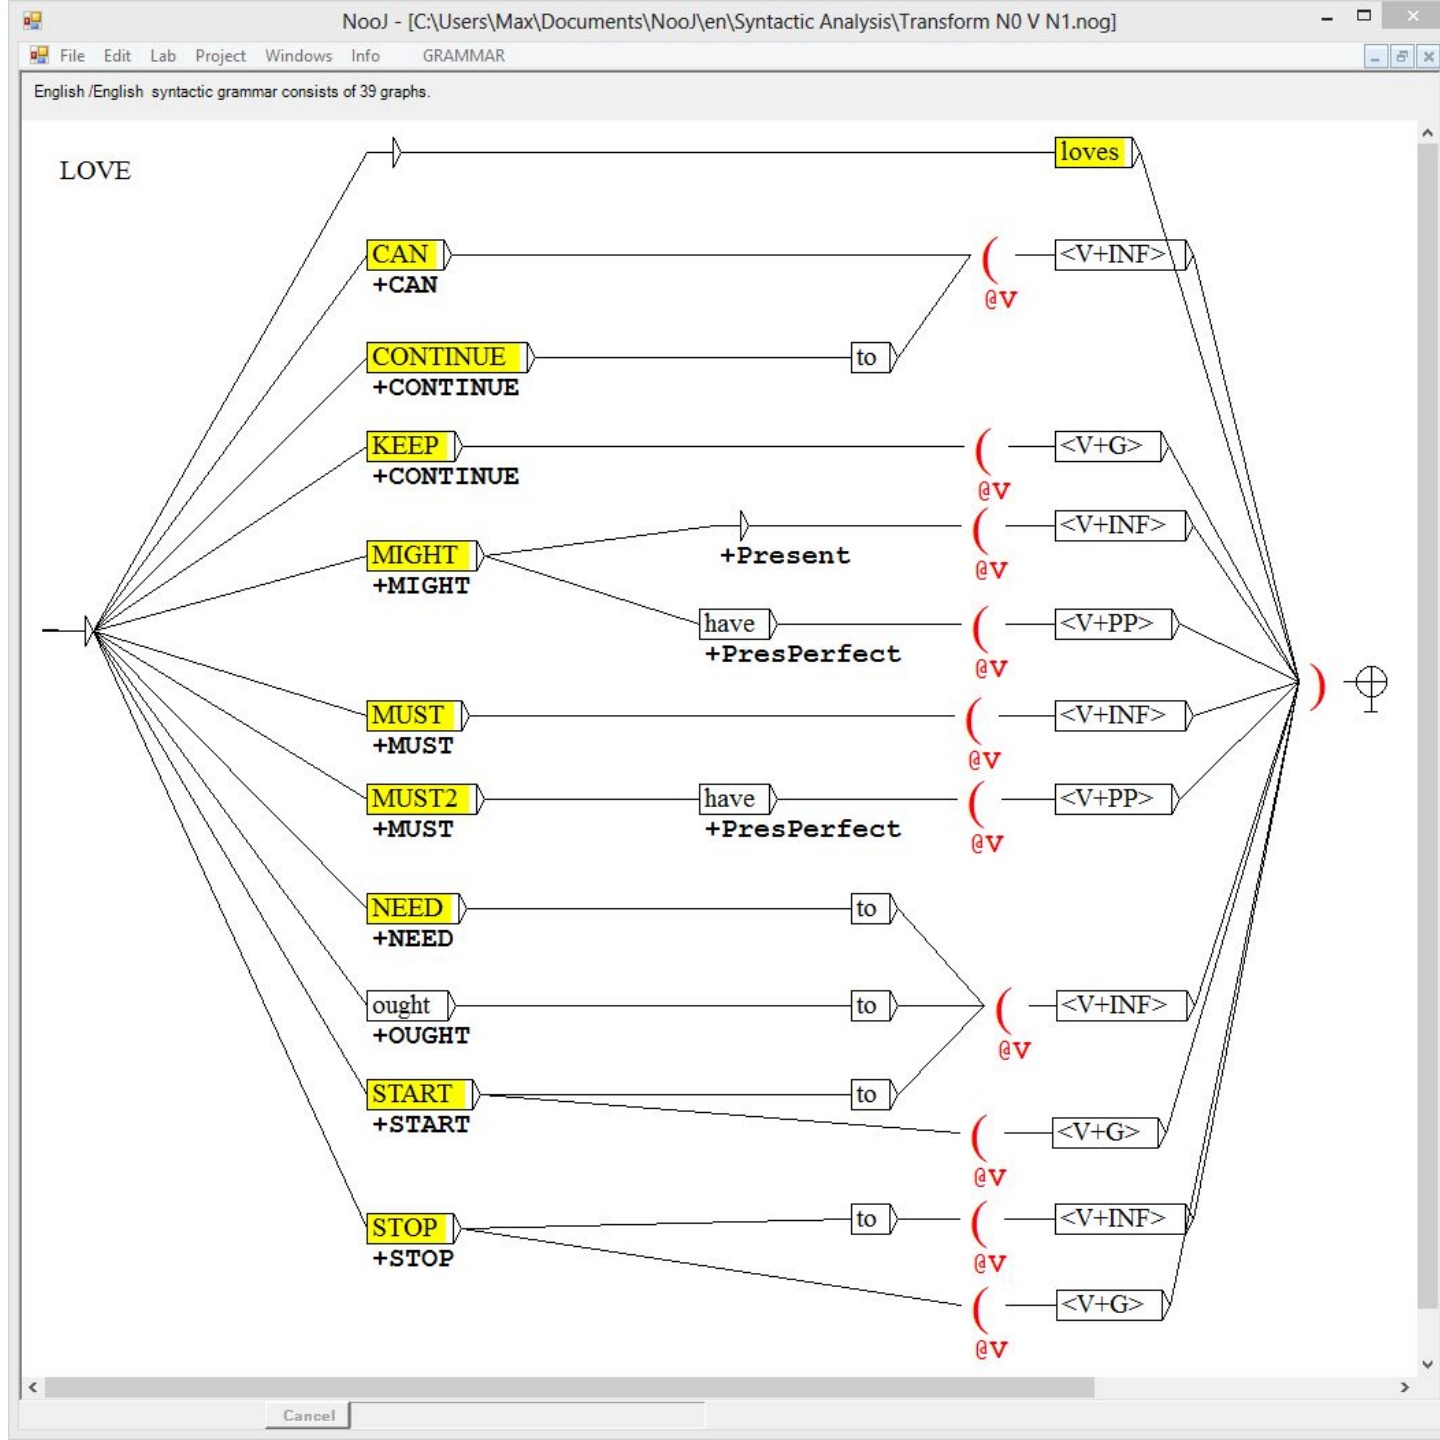 NooJ - [C:\Users\Max\Documents\NooJ\en\Syntactic Analysis\Transform N0 V N1.nog]
File Edit Lab Project Windows Info GRAMMAR
English /English syntactic grammar consists of 39 graphs.
LOVE
loves
CAN ( <V+INF>
+CAN @V
CONTINUE to
+CONTINUE
KEEP ( <V+G>
+CONTINUE @V
( <V+INF>
MIGHT +Present @V
+MIGHT
have ( <V+PP>
+PresPerfect @V
)
MUST ( <V+INF>
+MUST @V
MUST2 have ( <V+PP>
+MUST +PresPerfect @V
NEED to
+NEED
ought to ( <V+INF>
+OUGHT @V
START to
+START ( <V+G>
@V
STOP to ( <V+INF>
+STOP @V
( <V+G>
@V
Cancel